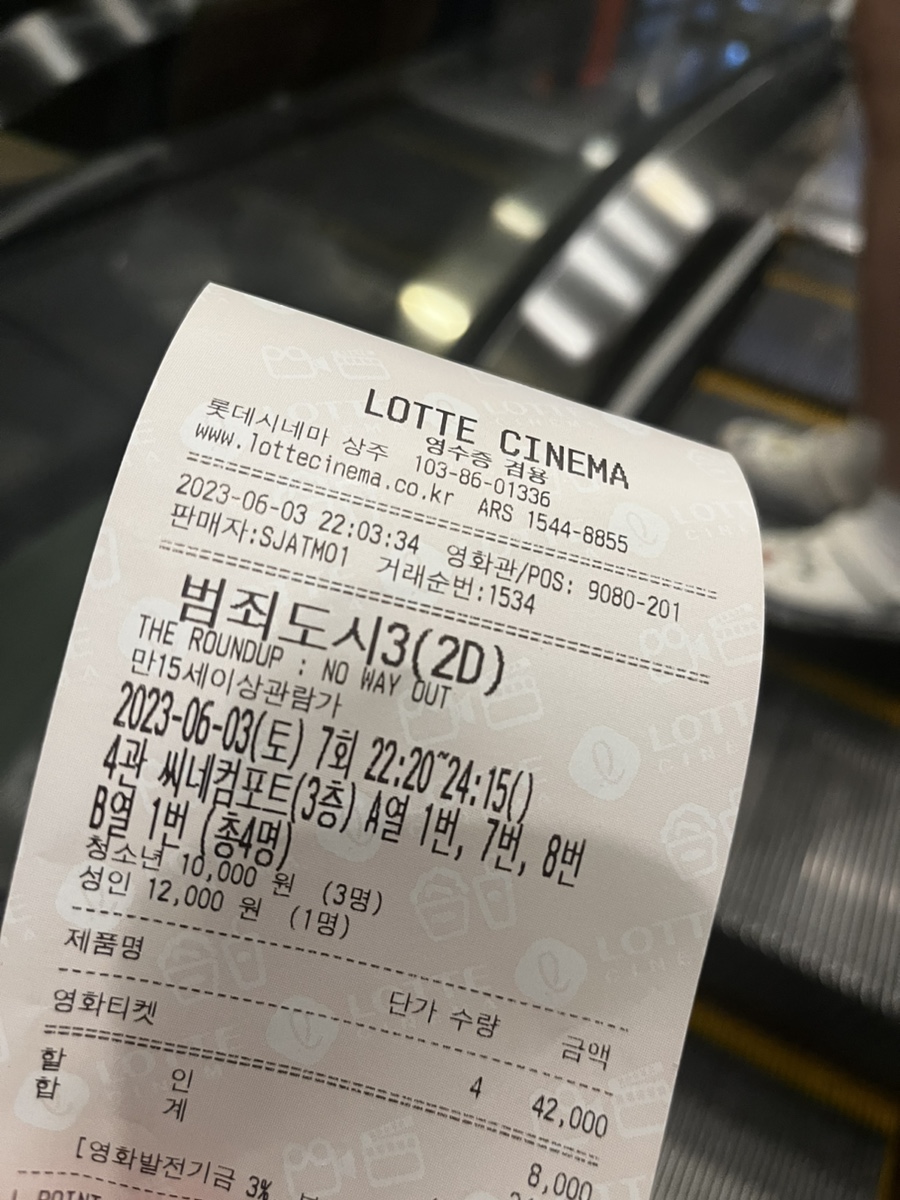 LOTTE CINEMA
영수증 겸용
롯데시네마 상주 103-86-01336
www.lottecinema.co.kr ARS 1544-8855
2023-06-03 22:03:34 영화관/POS: 9080-201
판매자:SJATM01 거래순번:1534
범죄도시3(2D)
THE ROUNDUP : NO WAY OUT
만15세이상관람가
2023-06-03(토) 7회 22:20~24:15()
4관 씨네컴포트(3층) A열 1번, 7번, 8번
B열 1번 (총4명)
청소년 10,000 원 (3명)
성인 12,000 원 (1명)
제품명 단가 수량 금액
영화티켓 4 42,000
할 인 8,000
합 계
[영화발전기금 3%
POINT